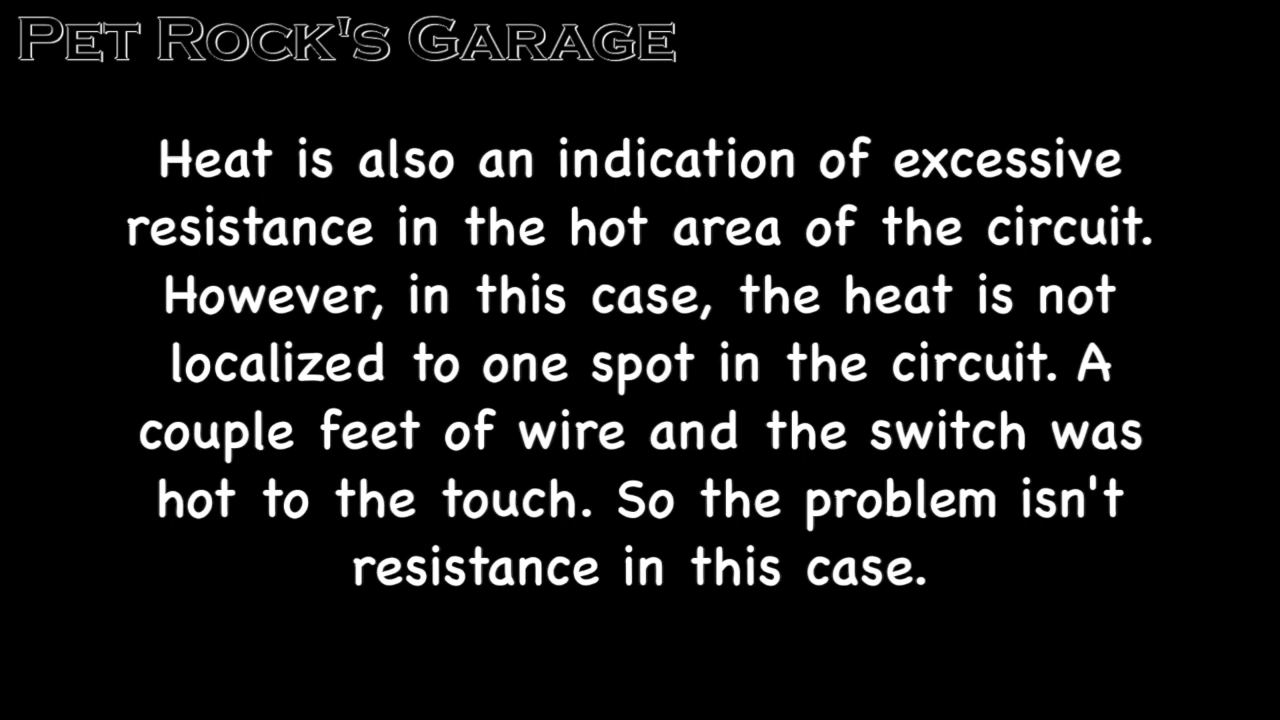 Pet Rock's Garage
Heat is also an indication of excessive
resistance in the hot area of the circuit.
However, in this case, the heat is not
localized to one spot in the circuit. A
couple feet of wire and the switch was
hot to the touch. So the problem isn't
resistance in this case.